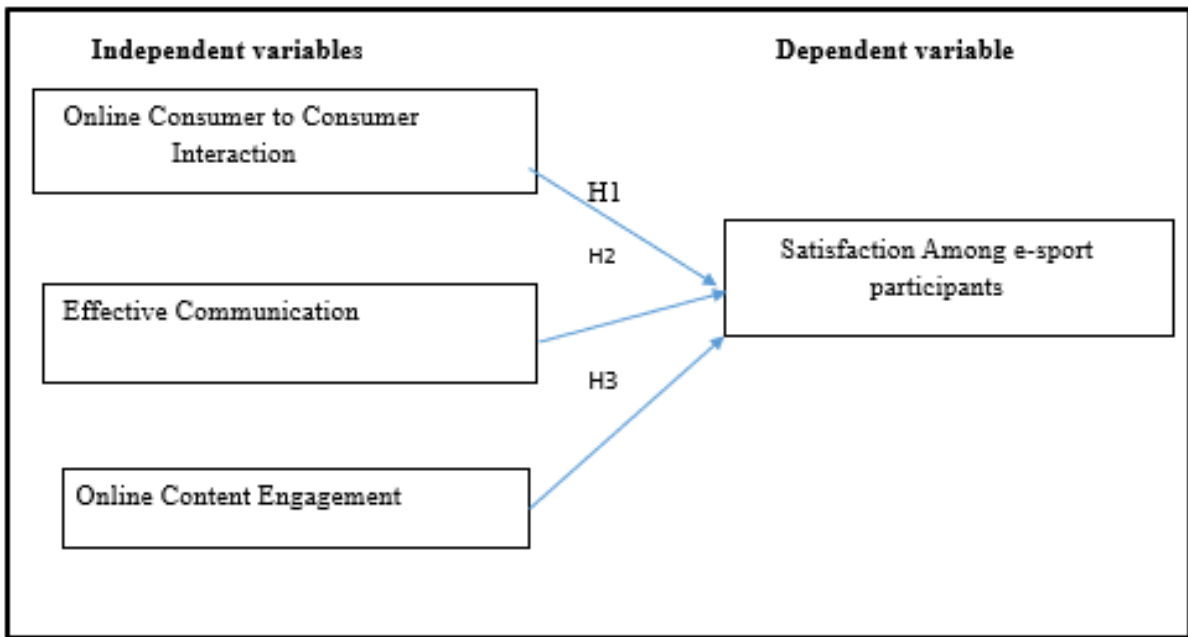 Independent variables
Dependent variable
Online Consumer to Consumer
Interaction
H1
H2
Satisfaction Among e-sport
participants
Effective Communication
H3
Online Content Engagement